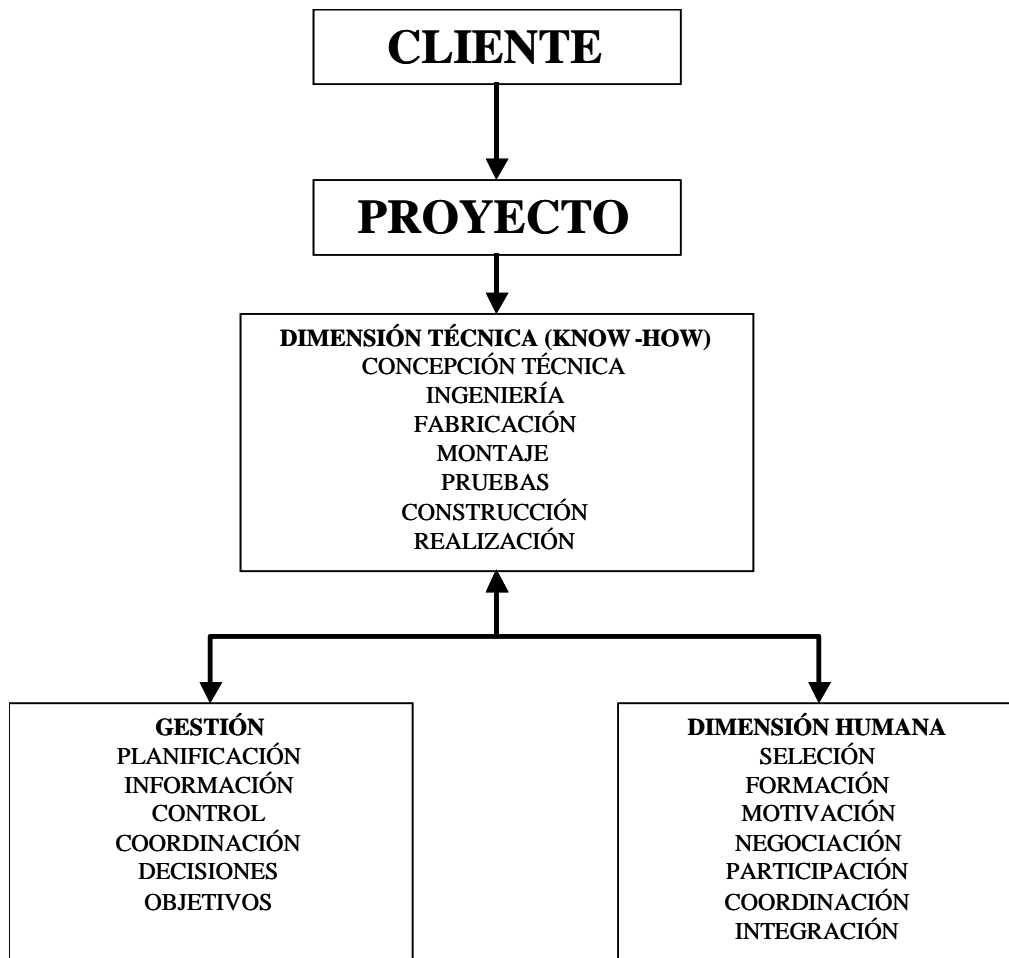 CLIENTE
PROYECTO
DIMENSIÓN TÉCNICA (KNOW -HOW)
CONCEPCIÓN TÉCNICA
INGENIERÍA
FABRICACIÓN
MONTAJE
PRUEBAS
CONSTRUCCIÓN
REALIZACIÓN
GESTIÓN
PLANIFICACIÓN
INFORMACIÓN
CONTROL
COORDINACIÓN
DECISIONES
OBJETIVOS
DIMENSIÓN HUMANA
SELECIÓN
FORMACIÓN
MOTIVACIÓN
NEGOCIACIÓN
PARTICIPACIÓN
COORDINACIÓN
INTEGRACIÓN